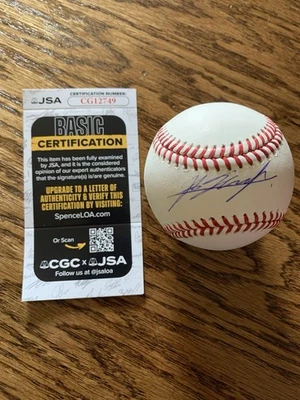 JSA
CERTIFICATION NUMBER:
CG12749
BASIC
CERTIFICATION
This item has been fully examined
by JSA, and it is the considered
opinion of our expert authenticators
that the signature(s) is/are genuine.
UPGRADE TO A LETTER OF
AUTHENTICITY & VERIFY THIS
CERTIFICATION BY VISITING:
SpenceLOA.com
Or Scan
CGC x JSA
Follow us at @jsaloa